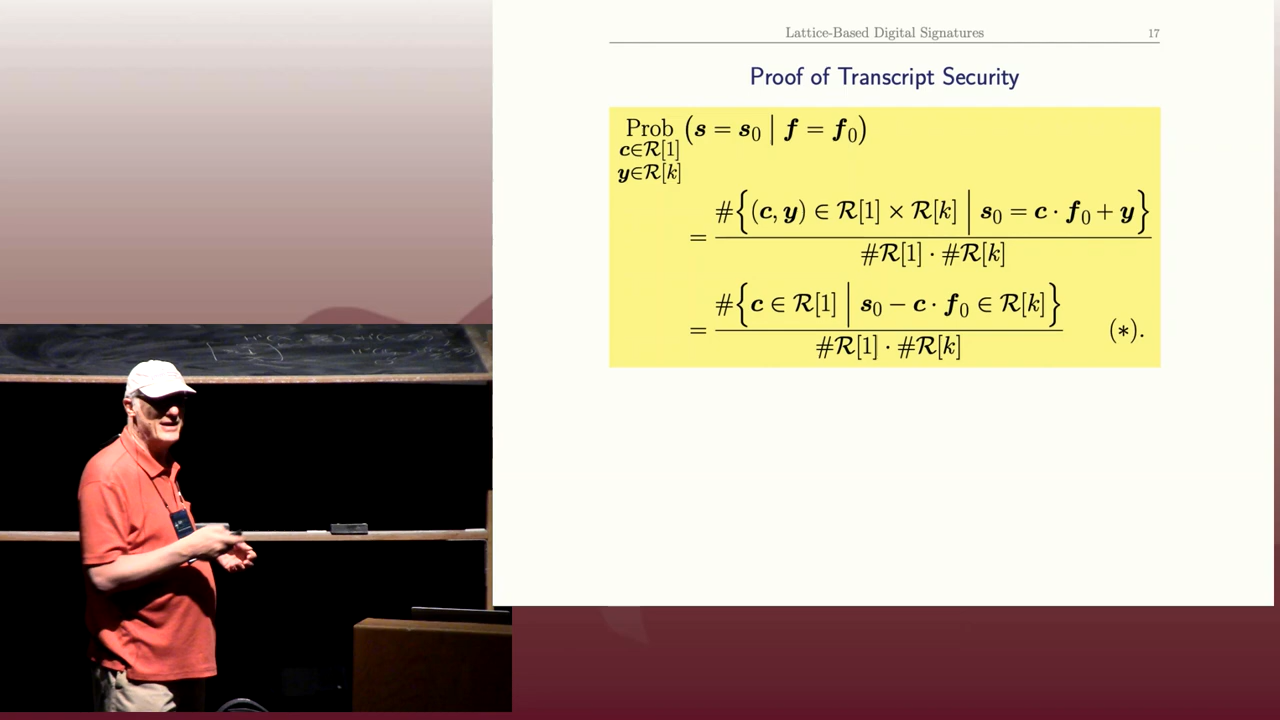 Lattice-Based Digital Signatures 17
Proof of Transcript Security
Prob (s = s₀ | f = f₀)
c∈R[1]
y∈R[k]
= #{(c, y) ∈ R[1] × R[k] | s₀ = c · f₀ + y}
#R[1] · #R[k]
= #{c ∈ R[1] | s₀ − c · f₀ ∈ R[k]} (∗).
#R[1] · #R[k]